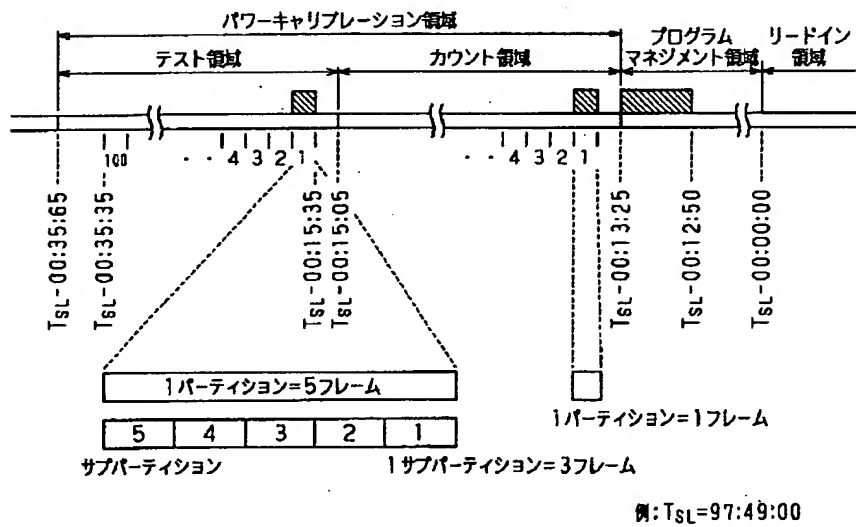 パワーキャリブレーション領域
プログラム
マネジメント領域
リードイン
領域
テスト領域
カウント領域
100 ・・ 4 3 2 1
・・ 4 3 2 1
TSL-00:35:65
TSL-00:35:35
TSL-00:15:35
TSL-00:15:05
TSL-00:13:25
TSL-00:12:50
TSL-00:00:00
1パーティション=5フレーム
5 4 3 2 1
サブパーティション
1サブパーティション=3フレーム
1パーティション=1フレーム
例:TSL=97:49:00